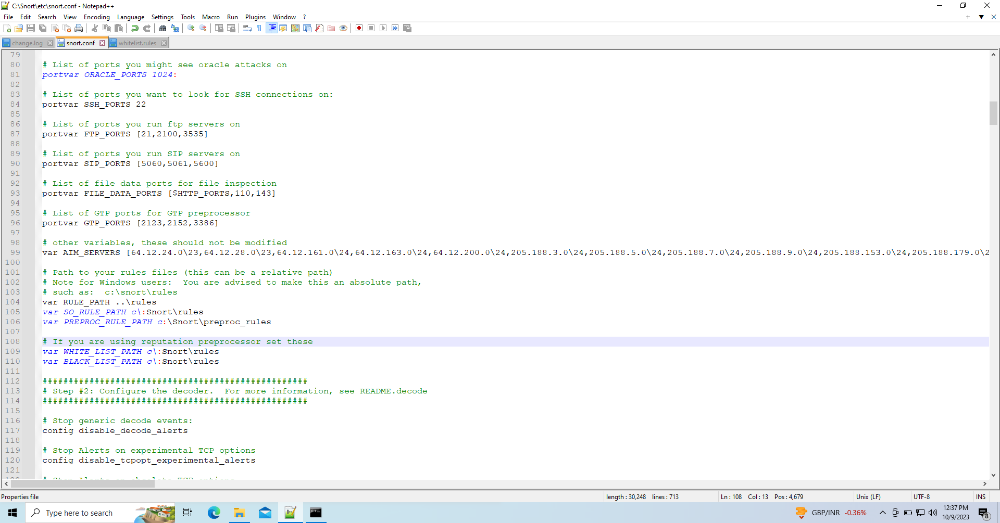 C:\Snort\etc\snort.conf - Notepad++
File Edit Search View Encoding Language Settings Tools Macro Run Plugins Window ?
change.log snort.conf whitelist.rules
79
80 # List of ports you might see oracle attacks on
81 portvar ORACLE_PORTS 1024:
82
83 # List of ports you want to look for SSH connections on:
84 portvar SSH_PORTS 22
85
86 # List of ports you run ftp servers on
87 portvar FTP_PORTS [21,2100,3535]
88
89 # List of ports you run SIP servers on
90 portvar SIP_PORTS [5060,5061,5600]
91
92 # List of file data ports for file inspection
93 portvar FILE_DATA_PORTS [$HTTP_PORTS,110,143]
94
95 # List of GTP ports for GTP preprocessor
96 portvar GTP_PORTS [2123,2152,3386]
97
98 # other variables, these should not be modified
99 var AIM_SERVERS [64.12.24.0\23,64.12.28.0\23,64.12.161.0\24,64.12.163.0\24,64.12.200.0\24,205.188.3.0\24,205.188.5.0\24,205.188.7.0\24,205.188.9.0\24,205.188.153.0\24,205.188.179.0\2
100
101 # Path to your rules files (this can be a relative path)
102 # Note for Windows users:  You are advised to make this an absolute path,
103 # such as:  c:\snort\rules
104 var RULE_PATH ..\rules
105 var SO_RULE_PATH c\:Snort\rules
106 var PREPROC_RULE_PATH c:\Snort\preproc_rules
107
108 # If you are using reputation preprocessor set these
109 var WHITE_LIST_PATH c\:Snort\rules
110 var BLACK_LIST_PATH c\:Snort\rules
111
112 ###################################################
113 # Step #2: Configure the decoder.  For more information, see README.decode
114 ###################################################
115
116 # Stop generic decode events:
117 config disable_decode_alerts
118
119 # Stop Alerts on experimental TCP options
120 config disable_tcpopt_experimental_alerts
121
122 # Stop Alerts on obsolete TCP options
Properties file length : 30,248 lines : 713 Ln : 108 Col : 13 Pos : 4,679 Unix (LF) UTF-8 INS
Type here to search GBP/INR -0.36% 12:37 PM
10/9/2023 8